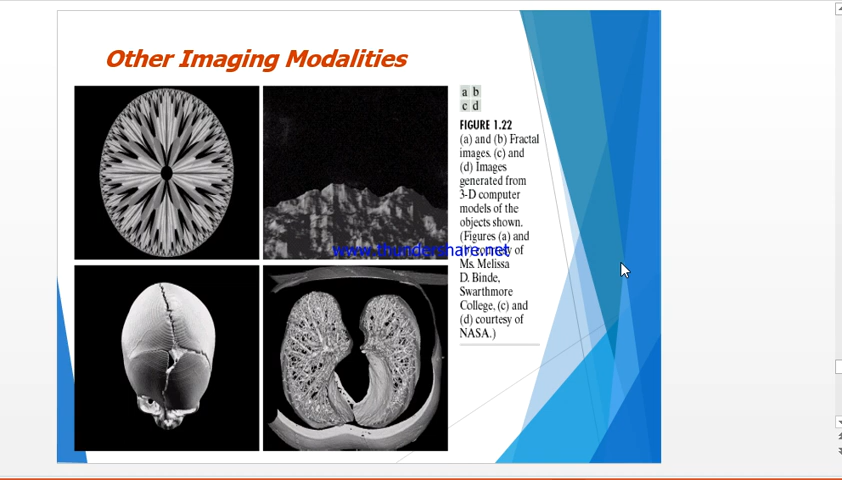 Other Imaging Modalities
a b
c d
FIGURE 1.22
(a) and (b) Fractal
images. (c) and
(d) Images
generated from
3-D computer
models of the
objects shown.
(Figures (a) and
of
www.thundershare.net
Ms. Melissa
D. Binde,
Swarthmore
College, (c) and
(d) courtesy of
NASA.)